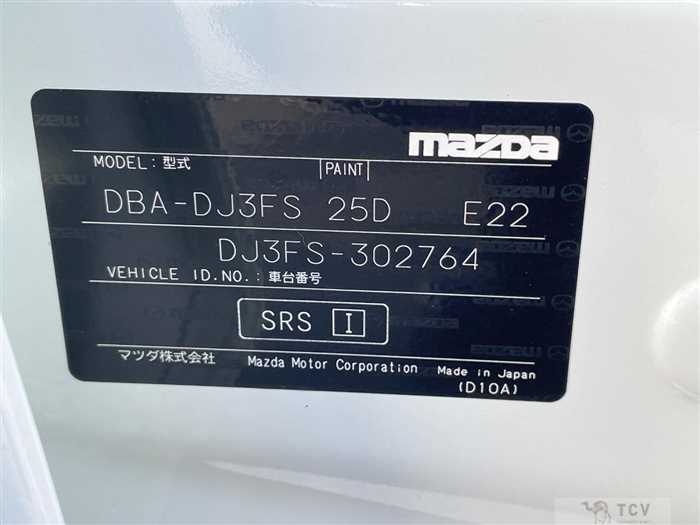 mazda
MODEL: 型式 PAINT
DBA-DJ3FS 25D E22
DJ3FS-302764
VEHICLE ID.NO.: 車台番号
SRS I
マツダ株式会社 Mazda Motor Corporation Made in Japan
(D10A)
TCV